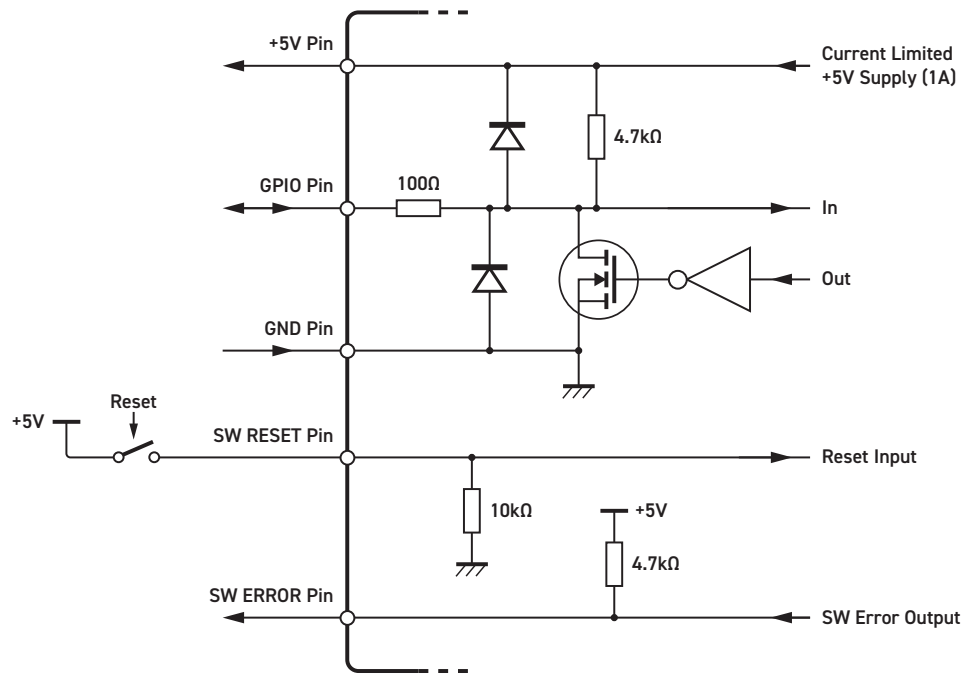 +5V Pin
Current Limited
+5V Supply (1A)
4.7kΩ
GPIO Pin
100Ω
In
Out
GND Pin
Reset
+5V
SW RESET Pin
Reset Input
10kΩ
+5V
4.7kΩ
SW ERROR Pin
SW Error Output